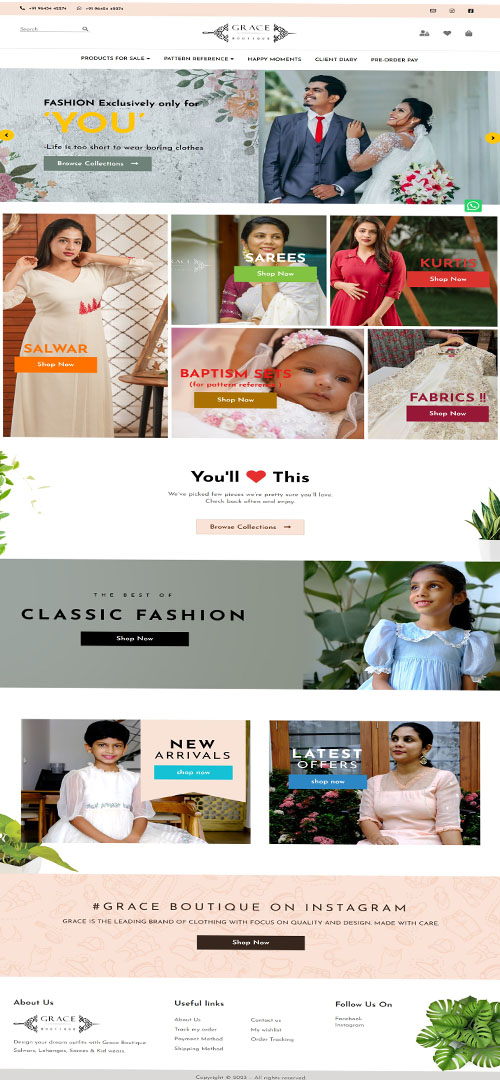 +91 96454 45374 +91 96454 45374
Search
GRACE
BOUTIQUE
PRODUCTS FOR SALE PATTERN REFERENCE HAPPY MOMENTS CLIENT DIARY PRE-ORDER PAY
FASHION Exclusively only for
'YOU'
-Life is too short to wear boring clothes
Browse Collections
SAREES
Shop Now
KURTIS
Shop Now
SALWAR
Shop Now
BAPTISM SETS
(for pattern reference )
Shop Now
FABRICS !!
Shop Now
You'll This
We've picked few pieces we're pretty sure you'll love.
Check back often and enjoy.
Browse Collections
THE BEST OF
CLASSIC FASHION
Shop Now
NEW
ARRIVALS
shop now
LATEST
OFFERS
shop now
#GRACE BOUTIQUE ON INSTAGRAM
GRACE IS THE LEADING BRAND OF CLOTHING WITH FOCUS ON QUALITY AND DESIGN. MADE WITH CARE.
Shop Now
About Us
GRACE
BOUTIQUE
Design your dream outfits with Grace Boutique
Salwars, Lehangas, Sarees & Kid wears.
Useful links
About Us
Track my order
Payment Method
Shipping Method
Contact us
My wishlist
Order Tracking
Follow Us On
Facebook
Instagram
Copyright © 2023 - All rights reserved